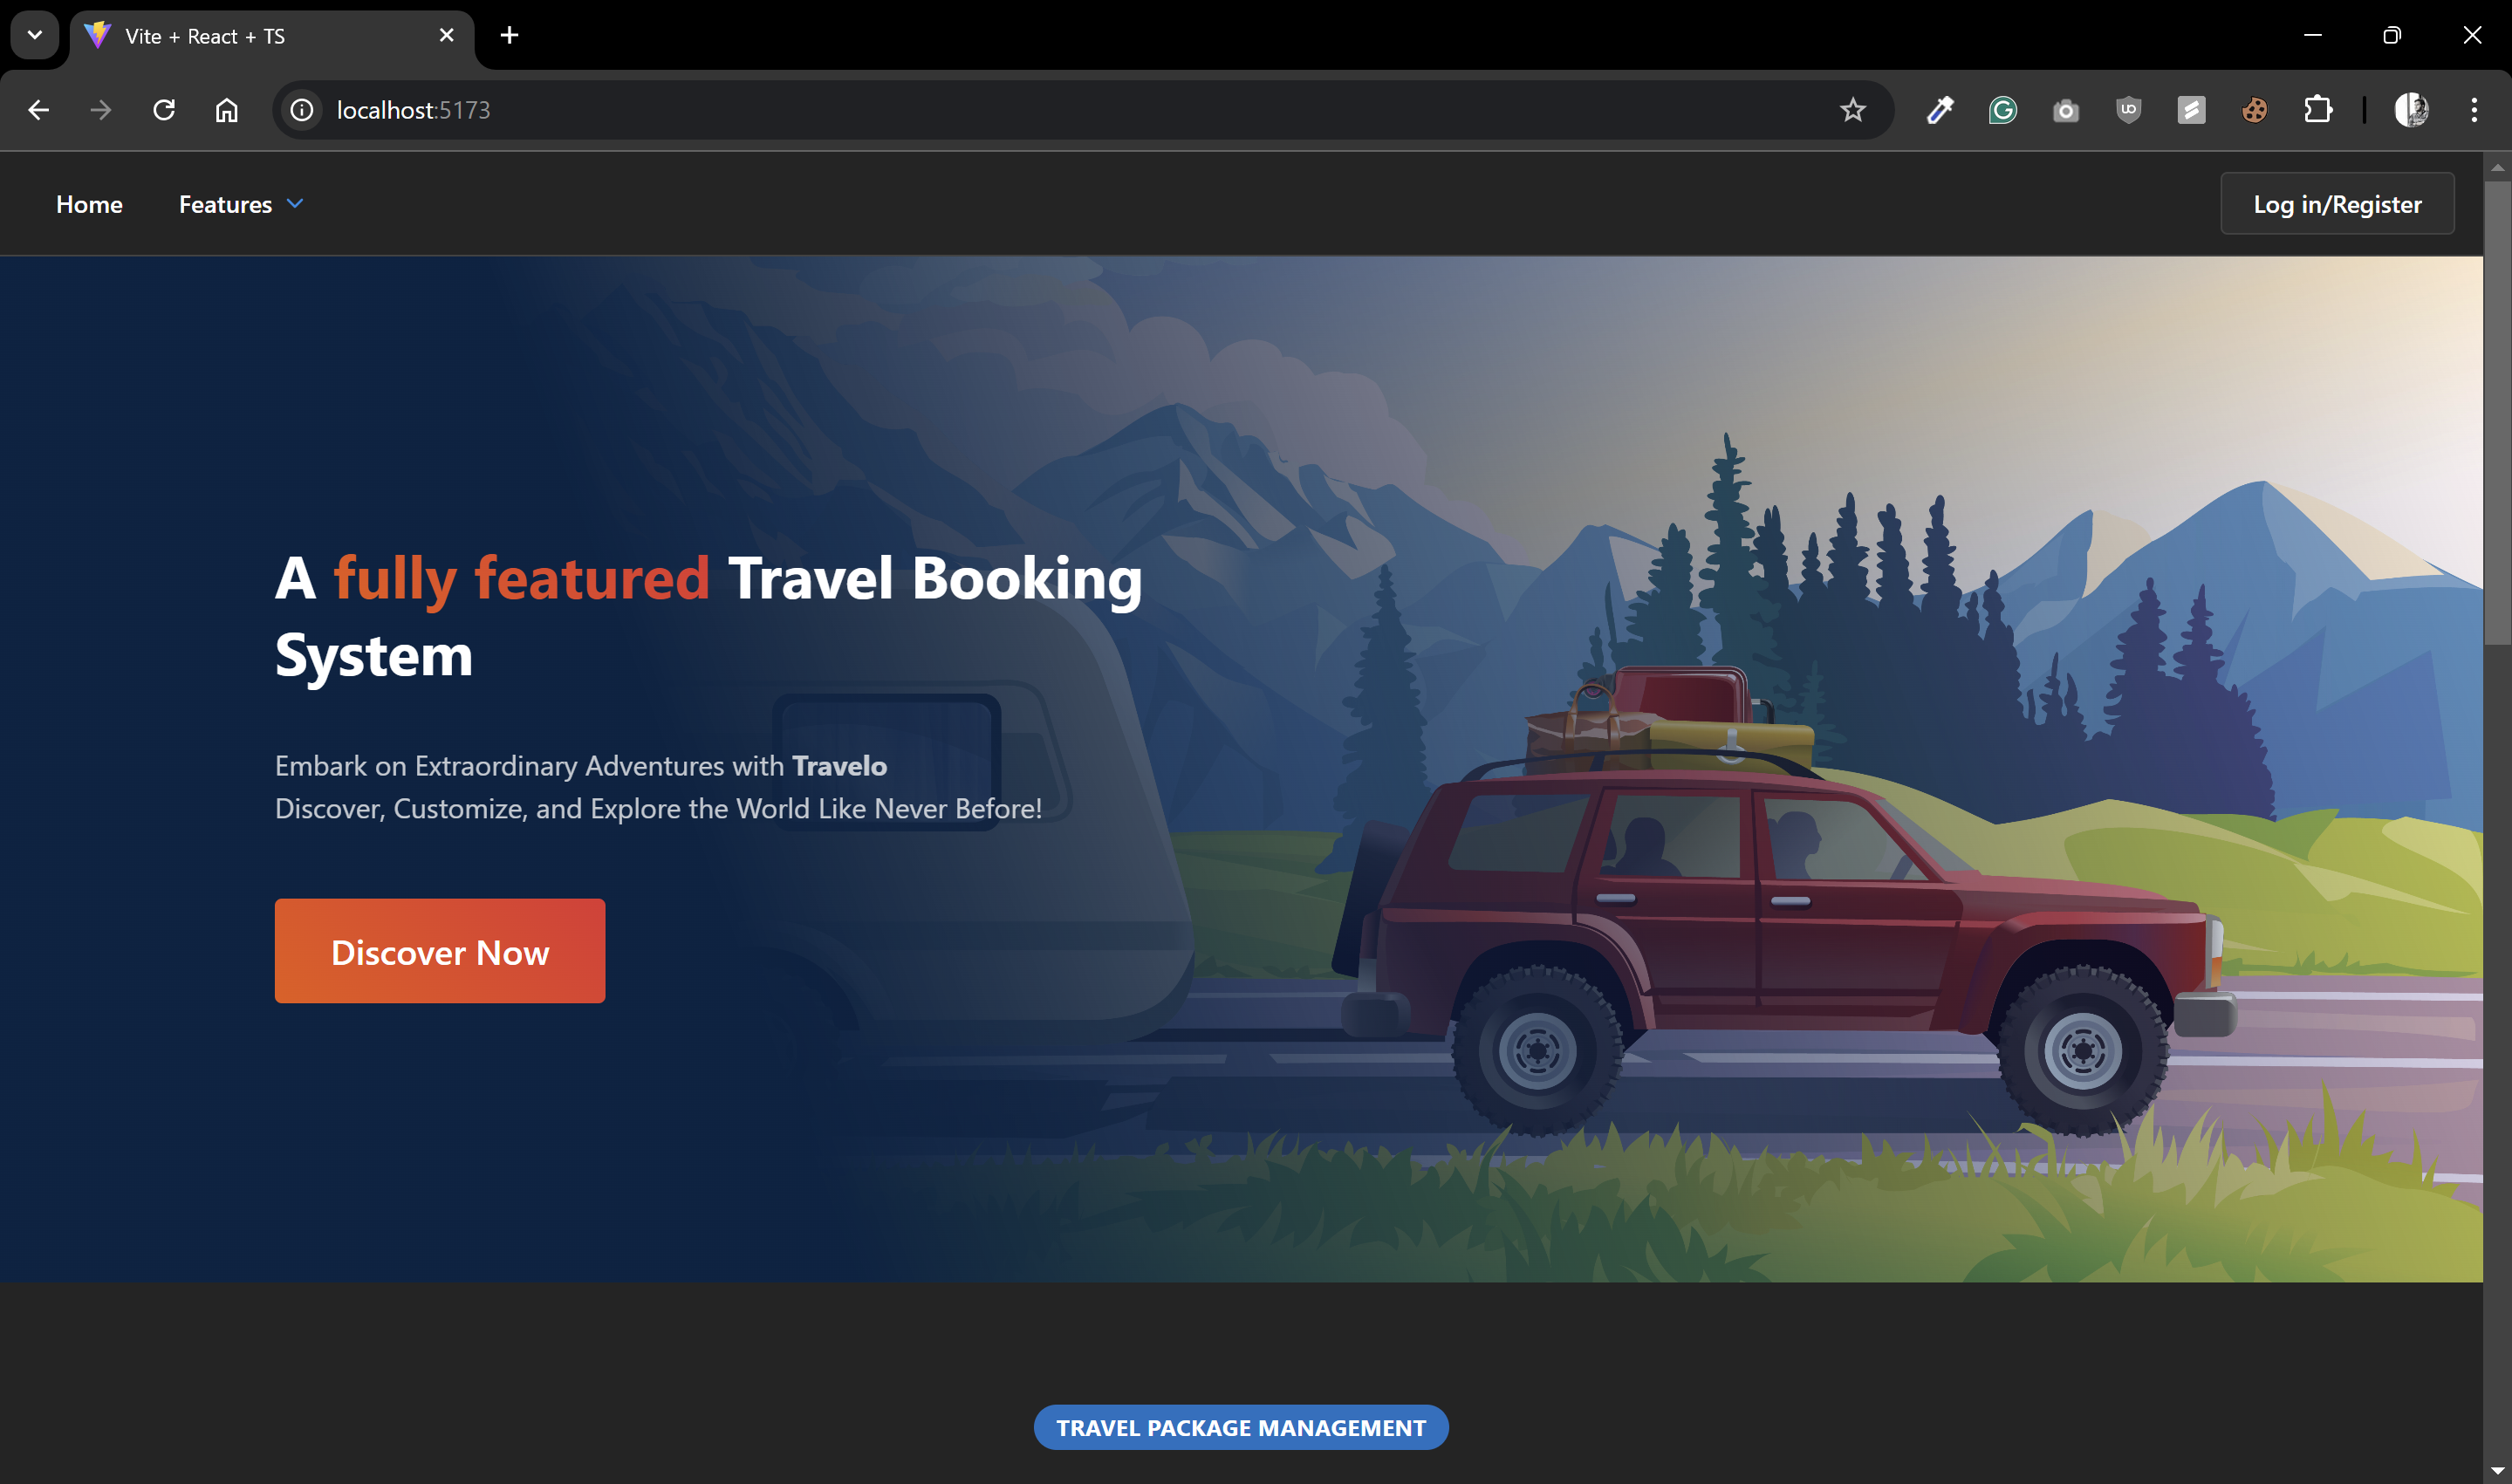 Vite + React + TS
localhost:5173
Home
Features
Log in/Register
A fully featured Travel Booking
System
Embark on Extraordinary Adventures with Travelo
Discover, Customize, and Explore the World Like Never Before!
Discover Now
TRAVEL PACKAGE MANAGEMENT